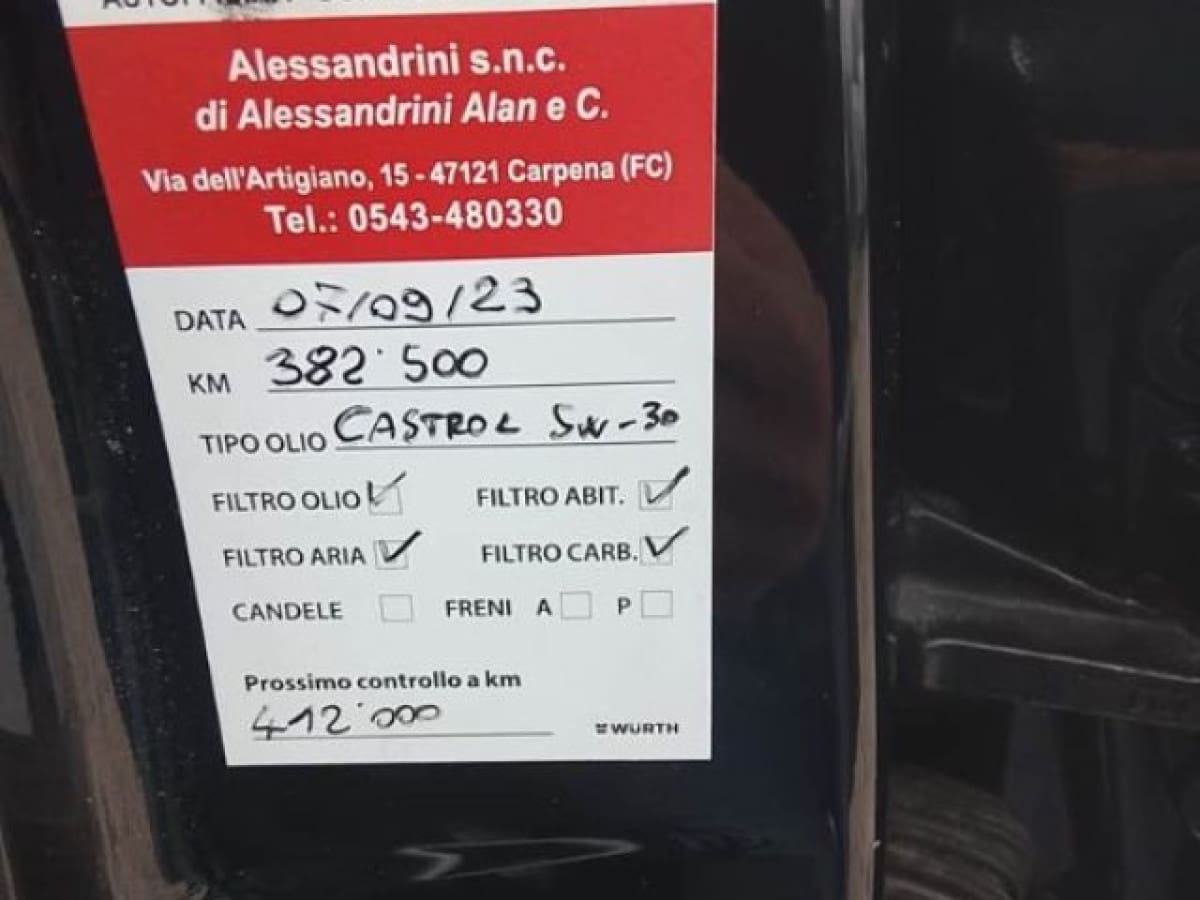 Alessandrini s.n.c.
di Alessandrini Alan e C.
Via dell'Artigiano, 15 - 47121 Carpena (FC)
Tel.: 0543-480330
DATA 07/09/23
KM 382'500
TIPO OLIO CASTROL 5W-30
FILTRO OLIO FILTRO ABIT.
FILTRO ARIA FILTRO CARB.
CANDELE FRENI A P
Prossimo controllo a km
412'000
WÜRTH